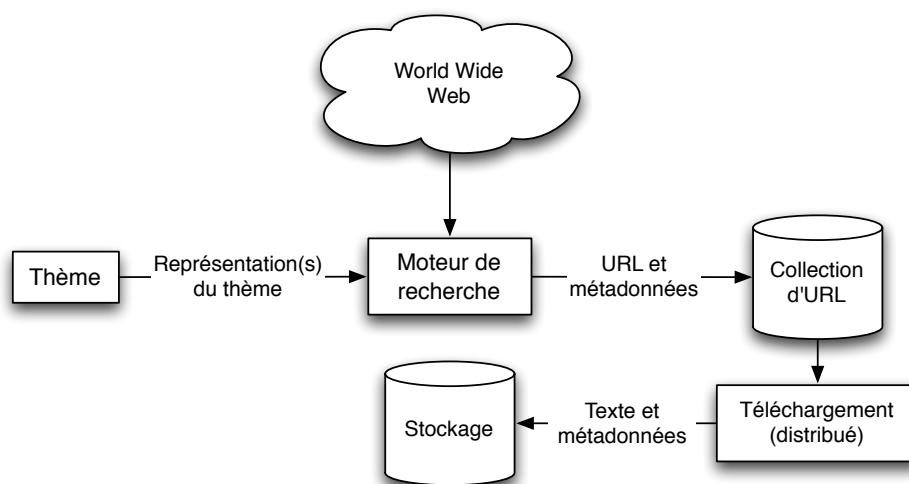 World Wide
Web
Thème
Représentation(s)
du thème
Moteur de
recherche
URL et
métadonnées
Collection
d'URL
Stockage
Texte et
métadonnées
Téléchargement
(distribué)